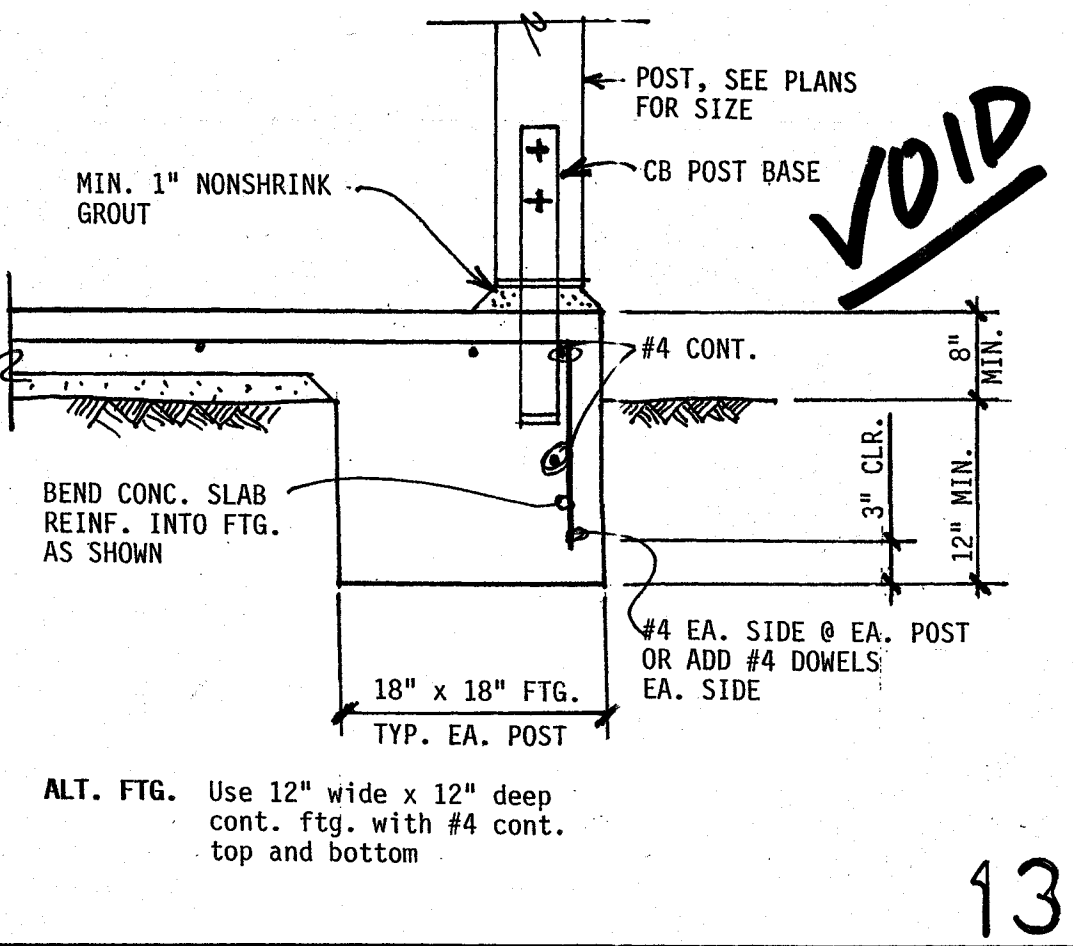 POST, SEE PLANS
FOR SIZE
VOID
CB POST BASE
MIN. 1" NONSHRINK
GROUT
#4 CONT.
8"
MIN.
3" CLR.
12" MIN.
BEND CONC. SLAB
REINF. INTO FTG.
AS SHOWN
#4 EA. SIDE @ EA. POST
OR ADD #4 DOWELS
EA. SIDE
18" x 18" FTG.
TYP. EA. POST
ALT. FTG. Use 12" wide x 12" deep
cont. ftg. with #4 cont.
top and bottom
13